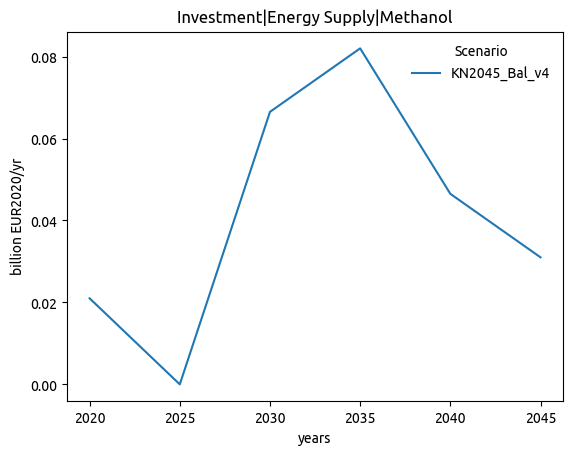 Investment|Energy Supply|Methanol
billion EUR2020/yr
0.08
0.06
0.04
0.02
0.00
Scenario
KN2045_Bal_v4
2020 2025 2030 2035 2040 2045
years